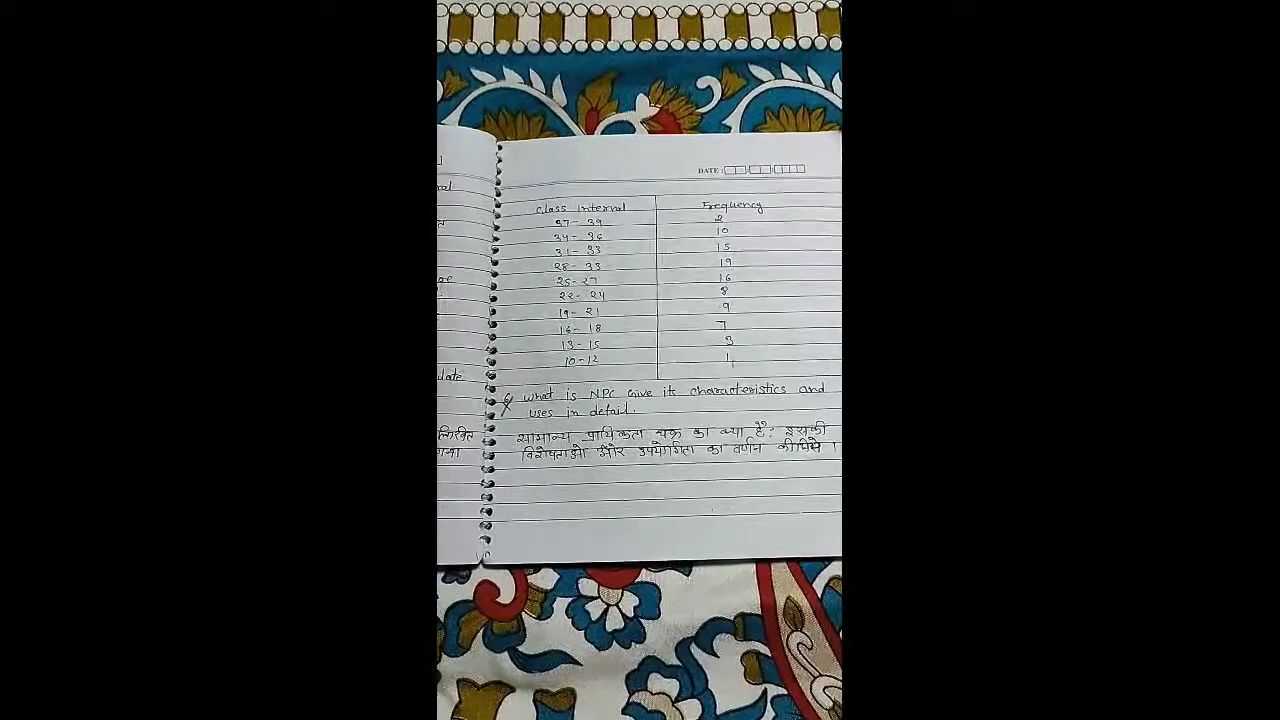 DATE :
Class Interval Frequency
37- 39 2
34- 36 10
31- 33 15
28- 33 19
25- 27 16
22- 24 8
19- 21 9
16- 18 7
13- 15 3
10-12 1
what is NPC Give its characteristics and
uses in detail.
सामान्य प्रायिकता वक्र का क्या है? इसकी
विशेषताओ और उपयोगिता का वर्णन